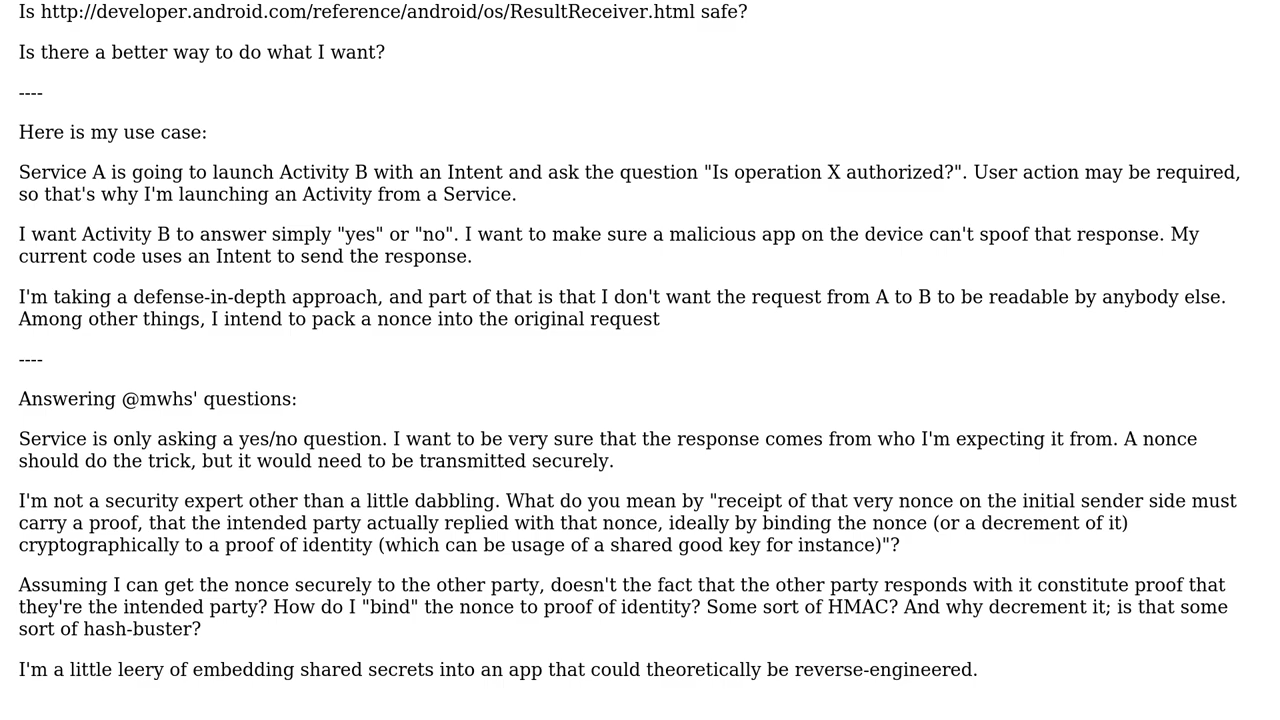 Is http://developer.android.com/reference/android/os/ResultReceiver.html safe?
Is there a better way to do what I want?
----
Here is my use case:
Service A is going to launch Activity B with an Intent and ask the question "Is operation X authorized?". User action may be required,
so that's why I'm launching an Activity from a Service.
I want Activity B to answer simply "yes" or "no". I want to make sure a malicious app on the device can't spoof that response. My
current code uses an Intent to send the response.
I'm taking a defense-in-depth approach, and part of that is that I don't want the request from A to B to be readable by anybody else.
Among other things, I intend to pack a nonce into the original request
----
Answering @mwhs' questions:
Service is only asking a yes/no question. I want to be very sure that the response comes from who I'm expecting it from. A nonce
should do the trick, but it would need to be transmitted securely.
I'm not a security expert other than a little dabbling. What do you mean by "receipt of that very nonce on the initial sender side must
carry a proof, that the intended party actually replied with that nonce, ideally by binding the nonce (or a decrement of it)
cryptographically to a proof of identity (which can be usage of a shared good key for instance)"?
Assuming I can get the nonce securely to the other party, doesn't the fact that the other party responds with it constitute proof that
they're the intended party? How do I "bind" the nonce to proof of identity? Some sort of HMAC? And why decrement it; is that some
sort of hash-buster?
I'm a little leery of embedding shared secrets into an app that could theoretically be reverse-engineered.